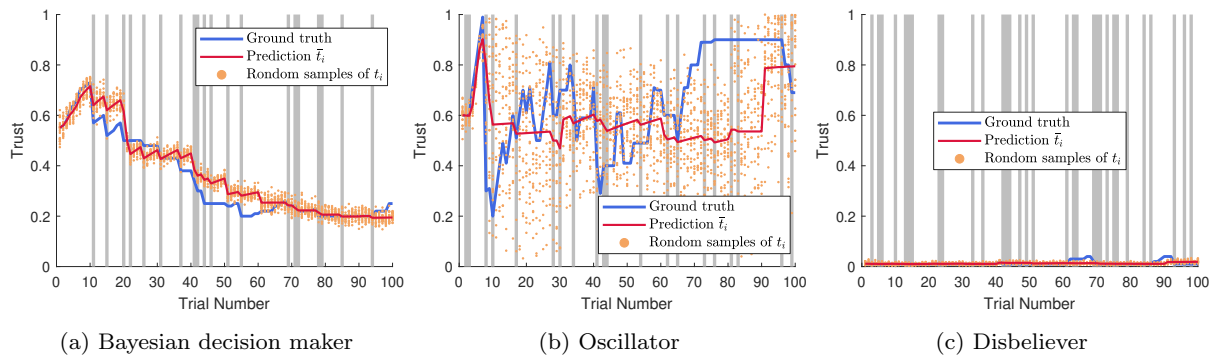 1
0.8
0.6
0.4
0.2
0
Trust
0 10 20 30 40 50 60 70 80 90 100
Trial Number
Ground truth
Prediction t̄ᵢ
Rondom samples of tᵢ
(a) Bayesian decision maker
1
0.8
0.6
0.4
0.2
0
Trust
0 10 20 30 40 50 60 70 80 90 100
Trial Number
Ground truth
Prediction t̄ᵢ
Rondom samples of tᵢ
(b) Oscillator
1
0.8
0.6
0.4
0.2
0
Trust
0 10 20 30 40 50 60 70 80 90 100
Trial Number
Ground truth
Prediction t̄ᵢ
Rondom samples of tᵢ
(c) Disbeliever